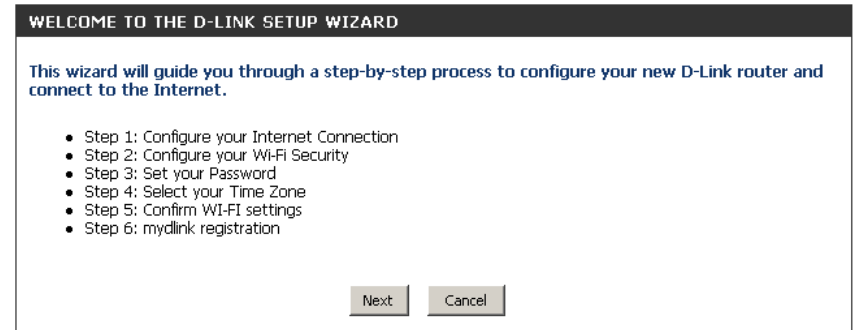 WELCOME TO THE D-LINK SETUP WIZARD
This wizard will guide you through a step-by-step process to configure your new D-Link router and
connect to the Internet.
• Step 1: Configure your Internet Connection
• Step 2: Configure your Wi-Fi Security
• Step 3: Set your Password
• Step 4: Select your Time Zone
• Step 5: Confirm WI-FI settings
• Step 6: mydlink registration
Next Cancel